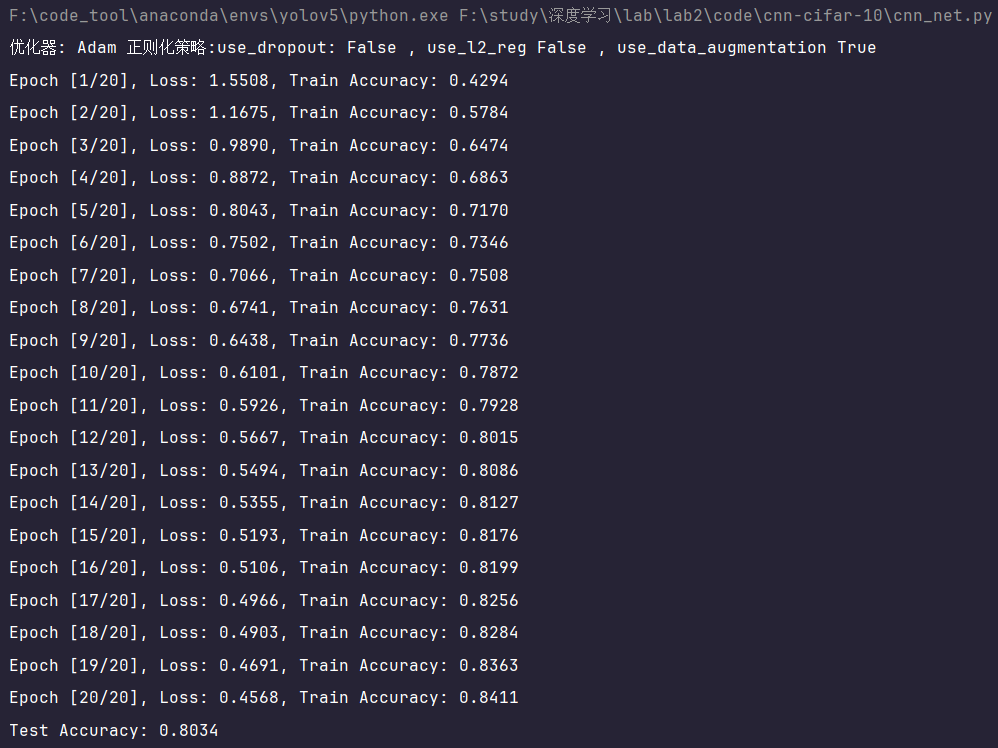 F:\code_tool\anaconda\envs\yolov5\python.exe F:\study\深度学习\lab\lab2\code\cnn-cifar-10\cnn_net.py
优化器: Adam 正则化策略:use_dropout: False , use_l2_reg False , use_data_augmentation True
Epoch [1/20], Loss: 1.5508, Train Accuracy: 0.4294
Epoch [2/20], Loss: 1.1675, Train Accuracy: 0.5784
Epoch [3/20], Loss: 0.9890, Train Accuracy: 0.6474
Epoch [4/20], Loss: 0.8872, Train Accuracy: 0.6863
Epoch [5/20], Loss: 0.8043, Train Accuracy: 0.7170
Epoch [6/20], Loss: 0.7502, Train Accuracy: 0.7346
Epoch [7/20], Loss: 0.7066, Train Accuracy: 0.7508
Epoch [8/20], Loss: 0.6741, Train Accuracy: 0.7631
Epoch [9/20], Loss: 0.6438, Train Accuracy: 0.7736
Epoch [10/20], Loss: 0.6101, Train Accuracy: 0.7872
Epoch [11/20], Loss: 0.5926, Train Accuracy: 0.7928
Epoch [12/20], Loss: 0.5667, Train Accuracy: 0.8015
Epoch [13/20], Loss: 0.5494, Train Accuracy: 0.8086
Epoch [14/20], Loss: 0.5355, Train Accuracy: 0.8127
Epoch [15/20], Loss: 0.5193, Train Accuracy: 0.8176
Epoch [16/20], Loss: 0.5106, Train Accuracy: 0.8199
Epoch [17/20], Loss: 0.4966, Train Accuracy: 0.8256
Epoch [18/20], Loss: 0.4903, Train Accuracy: 0.8284
Epoch [19/20], Loss: 0.4691, Train Accuracy: 0.8363
Epoch [20/20], Loss: 0.4568, Train Accuracy: 0.8411
Test Accuracy: 0.8034